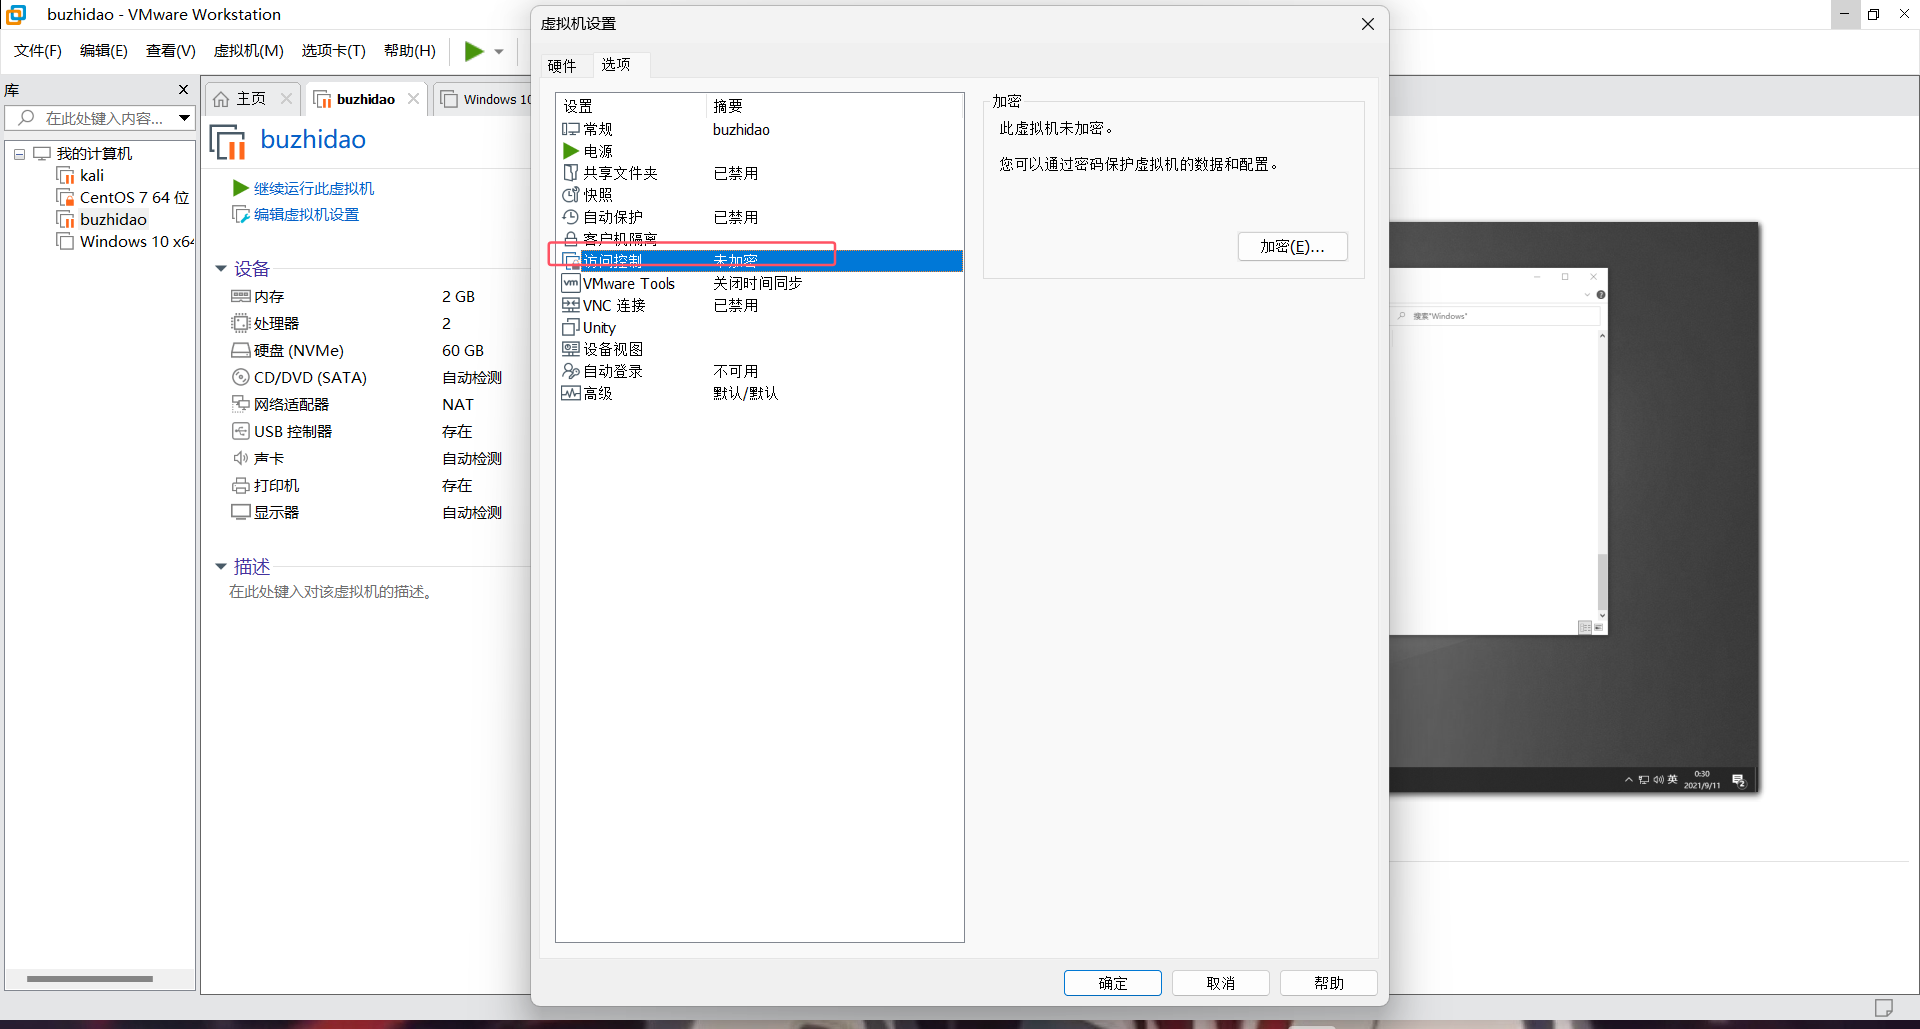 buzhidao - VMware Workstation
文件(F) 编辑(E) 查看(V) 虚拟机(M) 选项卡(T) 帮助(H)
库
在此处键入内容...
我的计算机
kali
CentOS 7 64 位
buzhidao
Windows 10 x64
主页
buzhidao
Windows 10
buzhidao
继续运行此虚拟机
编辑虚拟机设置
设备
内存 2 GB
处理器 2
硬盘 (NVMe) 60 GB
CD/DVD (SATA) 自动检测
网络适配器 NAT
USB 控制器 存在
声卡 自动检测
打印机 存在
显示器 自动检测
描述
在此处键入对该虚拟机的描述。
虚拟机设置
硬件 选项
设置 摘要
常规 buzhidao
电源
共享文件夹 已禁用
快照
自动保护 已禁用
客户机隔离
访问控制 未加密
VMware Tools 关闭时间同步
VNC 连接 已禁用
Unity
设备视图
自动登录 不可用
高级 默认/默认
加密
此虚拟机未加密。
您可以通过密码保护虚拟机的数据和配置。
加密(E)...
确定 取消 帮助
搜索"Windows"
英
0:30
2021/9/11
2